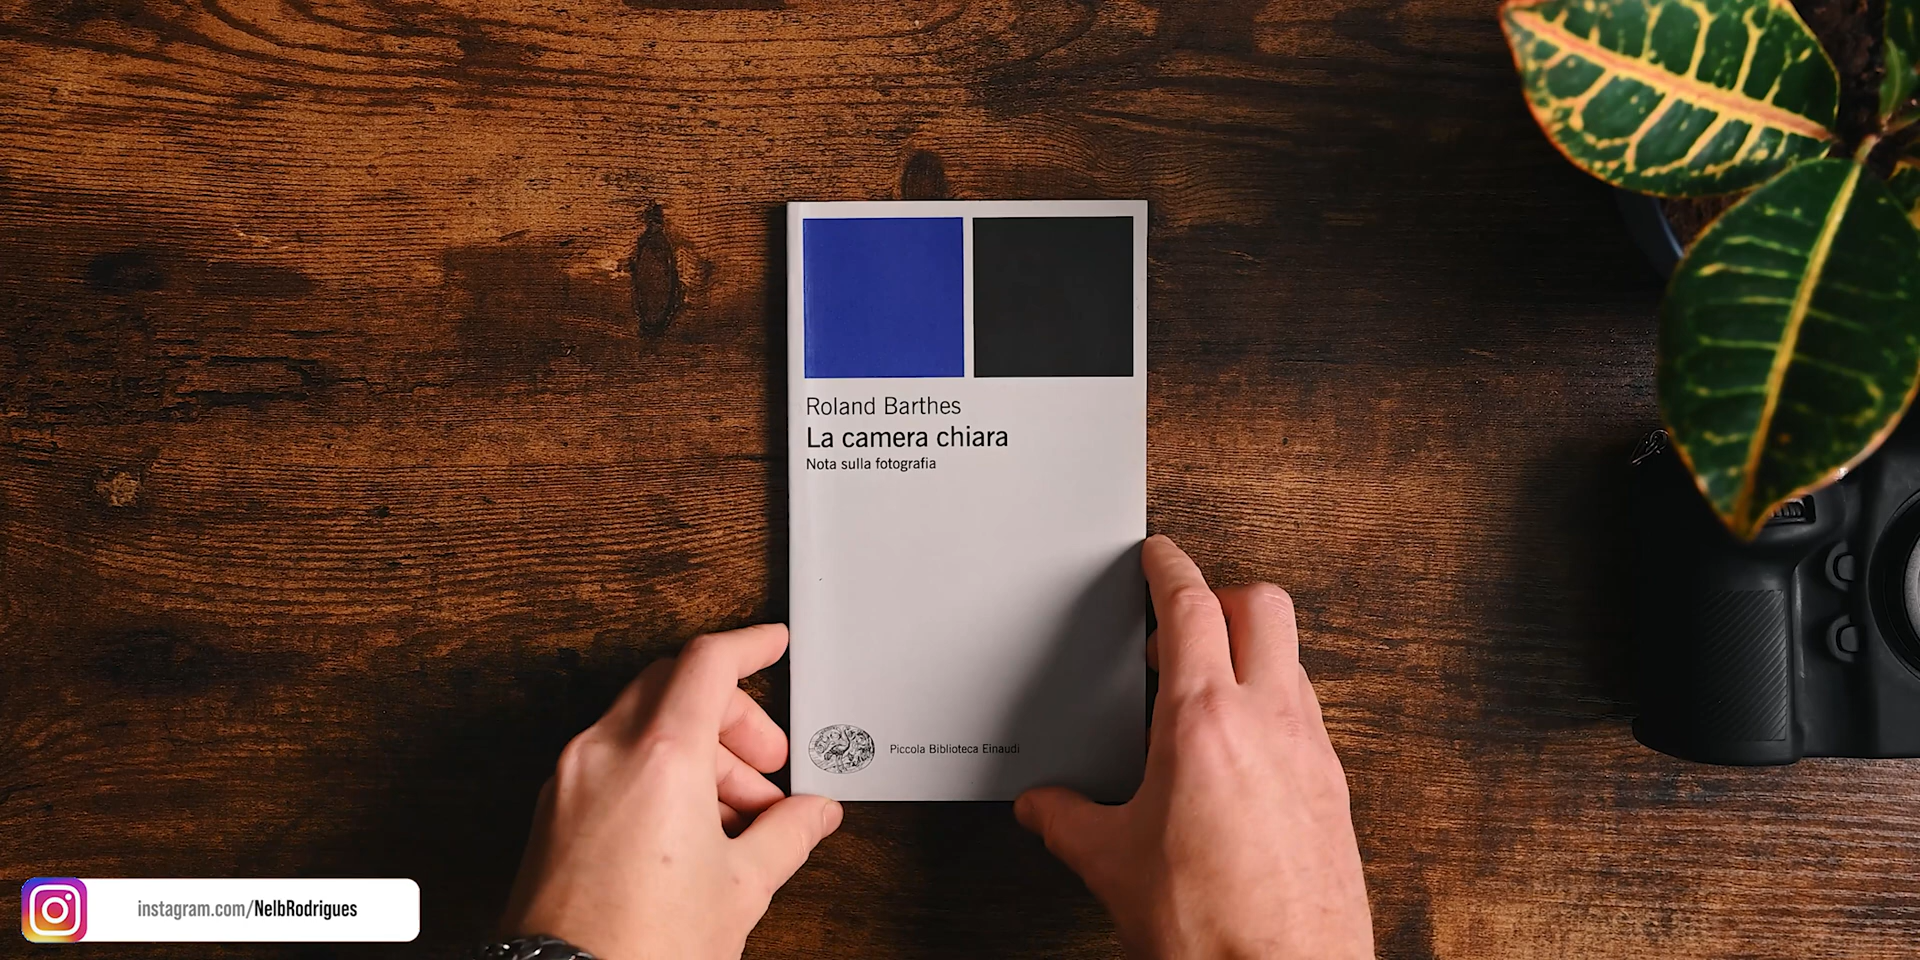 Roland Barthes
La camera chiara
Nota sulla fotografia
Piccola Biblioteca Einaudi
instagram.com/NelbRodrigues